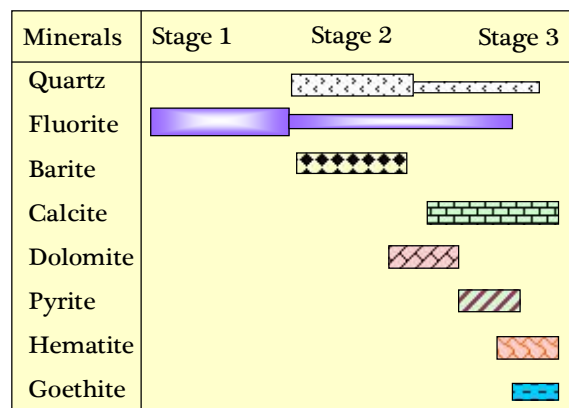 Minerals Stage 1 Stage 2 Stage 3
Quartz
Fluorite
Barite
Calcite
Dolomite
Pyrite
Hematite
Goethite